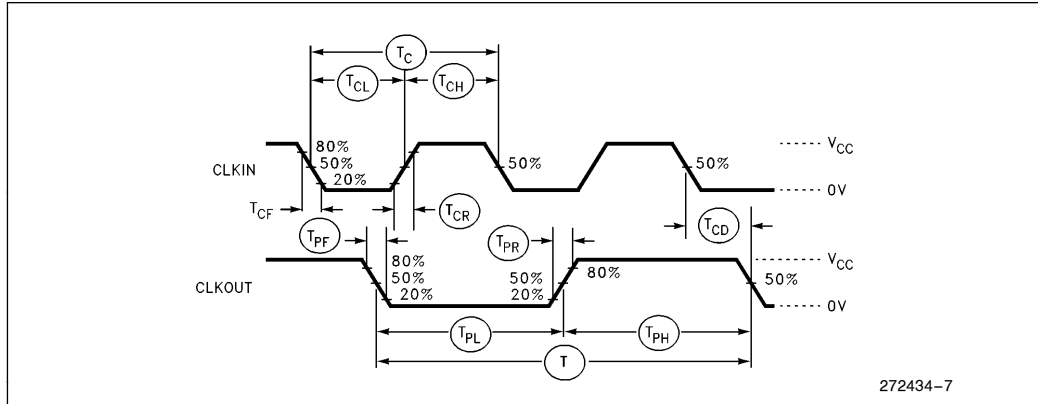 T_C
T_CL T_CH
80% V_CC
CLKIN 50% 50% 50%
20% 0V
T_CF T_CR T_CD
T_PF T_PR
80% 80% V_CC
CLKOUT 50% 50% 50%
20% 20% 0V
T_PL T_PH
T
272434–7